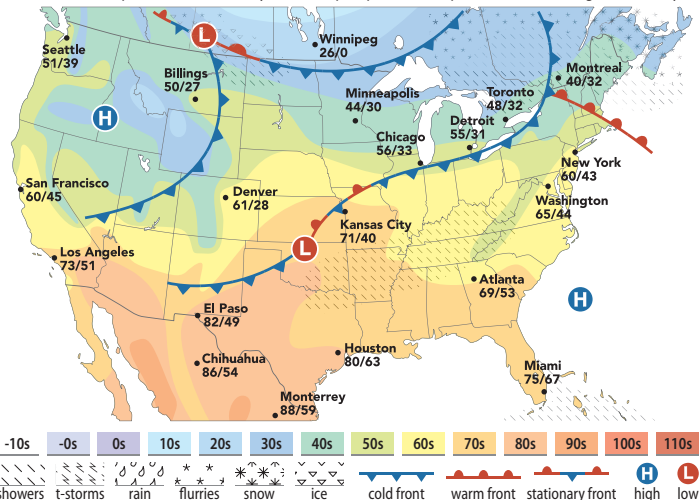 L
Winnipeg
26/0
Seattle
51/39
Montreal
40/32
Billings
50/27
Minneapolis
44/30
Toronto
48/32
H
Detroit
55/31
Chicago
56/33
New York
60/43
San Francisco
60/45
Denver
61/28
Washington
65/44
Kansas City
71/40
L
Los Angeles
73/51
Atlanta
69/53
H
El Paso
82/49
Houston
80/63
Chihuahua
86/54
Miami
75/67
Monterrey
88/59
-10s -0s 0s 10s 20s 30s 40s 50s 60s 70s 80s 90s 100s 110s
H L
showers t-storms rain flurries snow ice cold front warm front stationary front high low